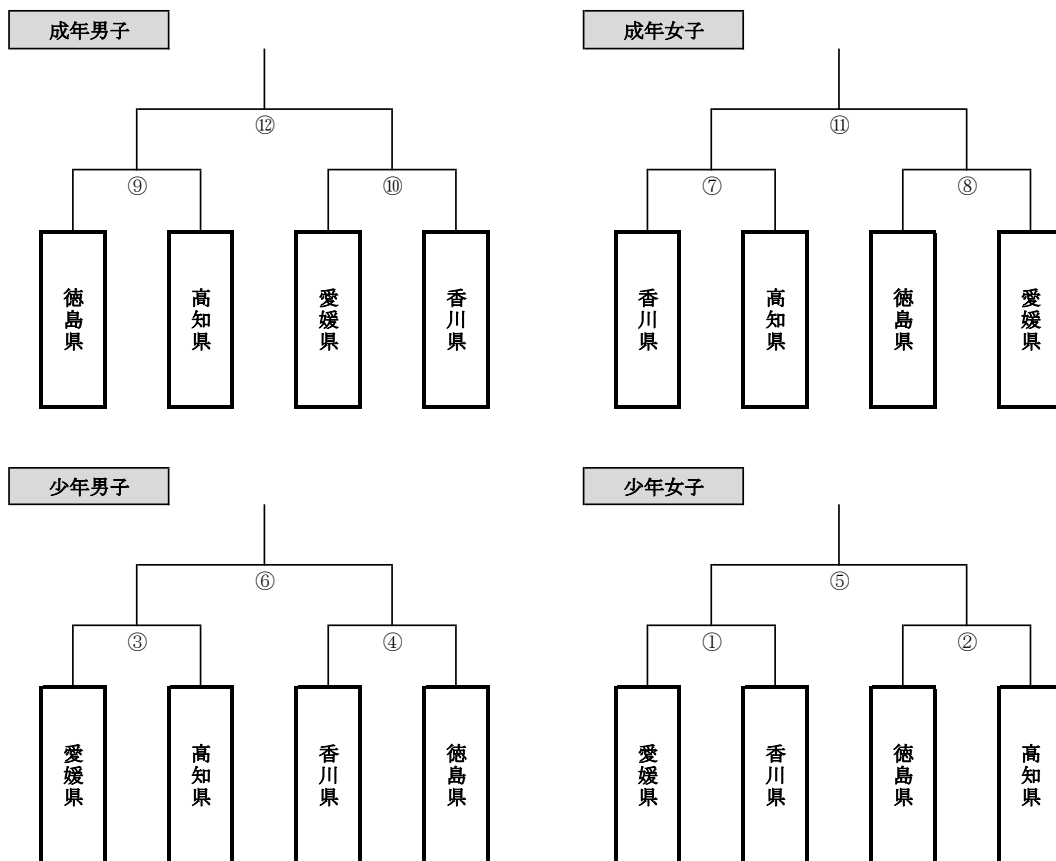 成年男子
成年女子
⑫
⑪
⑨
⑩
⑦
⑧
徳島県
高知県
愛媛県
香川県
香川県
高知県
徳島県
愛媛県
少年男子
少年女子
⑥
⑤
③
④
①
②
愛媛県
高知県
香川県
徳島県
愛媛県
香川県
徳島県
高知県